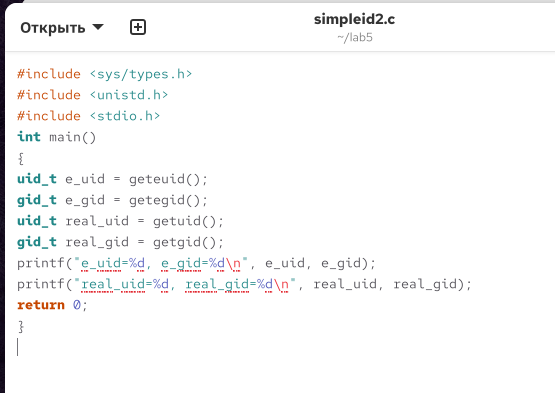 Открыть
simpleid2.c
~/lab5
#include <sys/types.h>
#include <unistd.h>
#include <stdio.h>
int main()
{
uid_t e_uid = geteuid();
gid_t e_gid = getegid();
uid_t real_uid = getuid();
gid_t real_gid = getgid();
printf("e_uid=%d, e_gid=%d\n", e_uid, e_gid);
printf("real_uid=%d, real_gid=%d\n", real_uid, real_gid);
return 0;
}